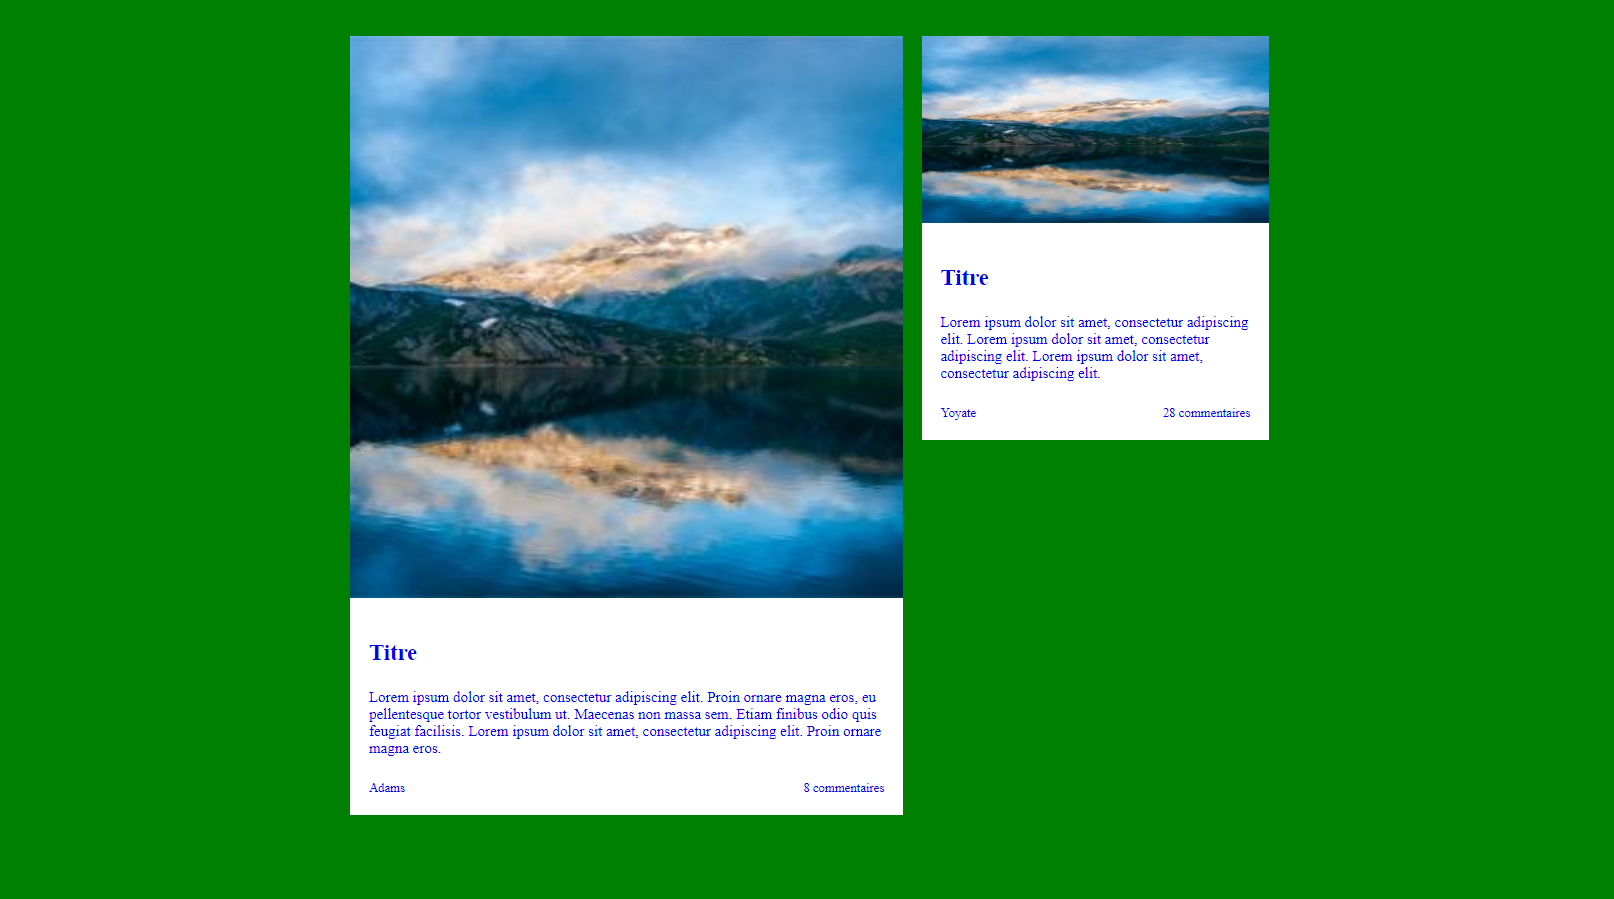 Titre
Lorem ipsum dolor sit amet, consectetur adipiscing elit. Proin ornare magna eros, eu
pellentesque tortor vestibulum ut. Maecenas non massa sem. Etiam finibus odio quis
feugiat facilisis. Lorem ipsum dolor sit amet, consectetur adipiscing elit. Proin ornare
magna eros.
Adams
8 commentaires
Titre
Lorem ipsum dolor sit amet, consectetur adipiscing
elit. Lorem ipsum dolor sit amet, consectetur
adipiscing elit. Lorem ipsum dolor sit amet,
consectetur adipiscing elit.
Yoyate
28 commentaires